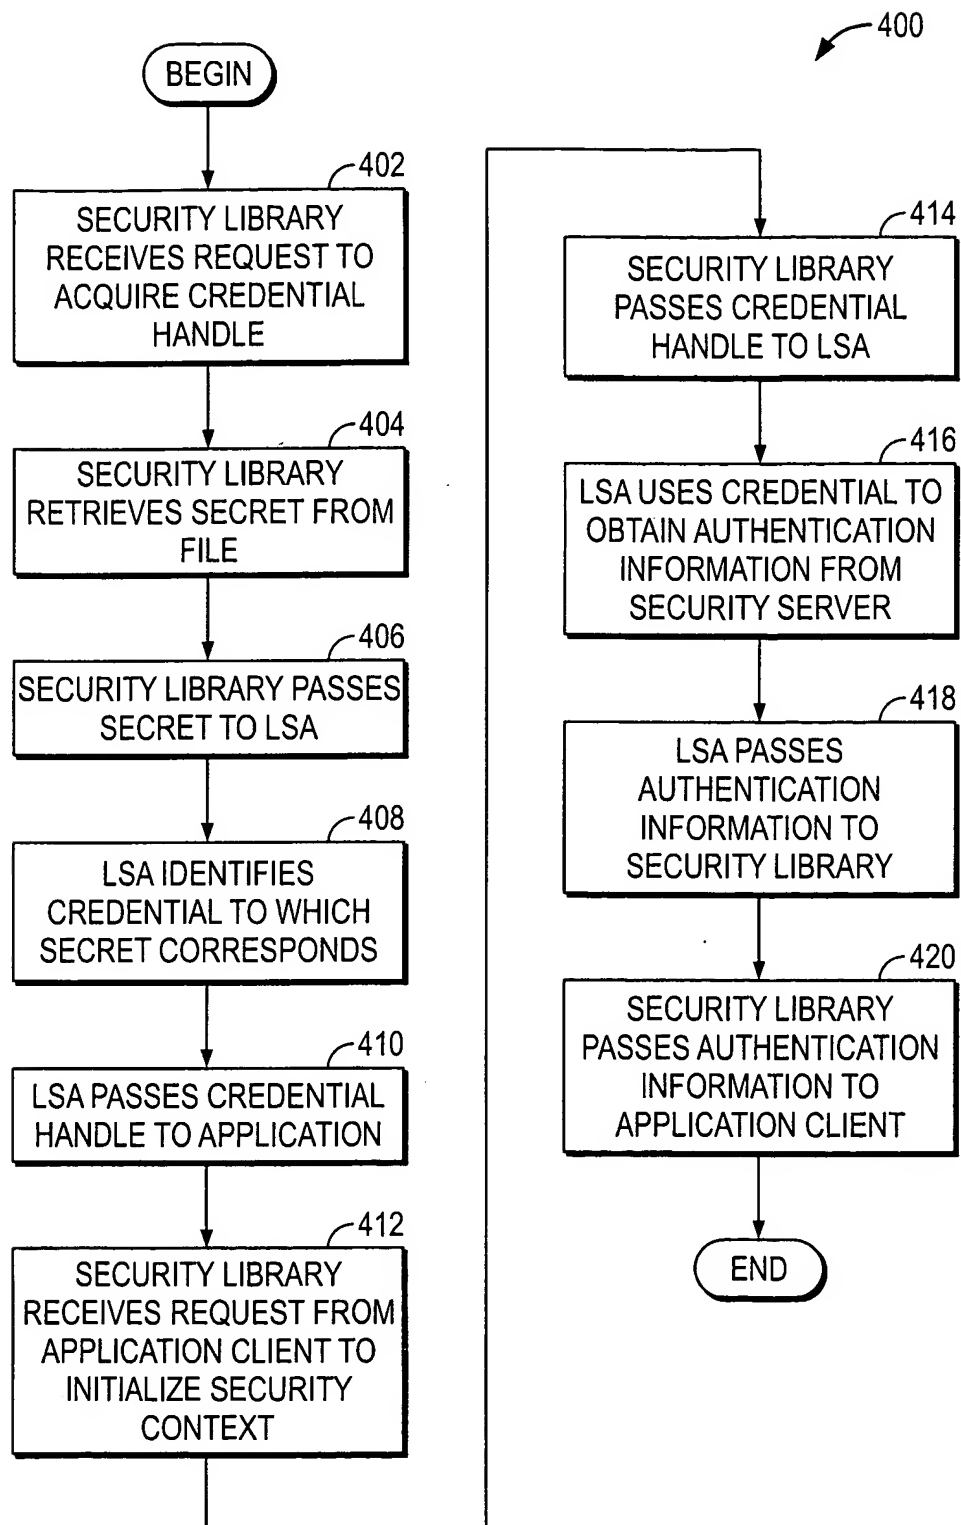 400
BEGIN
402
SECURITY LIBRARY
RECEIVES REQUEST TO
ACQUIRE CREDENTIAL
HANDLE
404
SECURITY LIBRARY
RETRIEVES SECRET FROM
FILE
406
SECURITY LIBRARY PASSES
SECRET TO LSA
408
LSA IDENTIFIES
CREDENTIAL TO WHICH
SECRET CORRESPONDS
410
LSA PASSES CREDENTIAL
HANDLE TO APPLICATION
412
SECURITY LIBRARY
RECEIVES REQUEST FROM
APPLICATION CLIENT TO
INITIALIZE SECURITY
CONTEXT
414
SECURITY LIBRARY
PASSES CREDENTIAL
HANDLE TO LSA
416
LSA USES CREDENTIAL TO
OBTAIN AUTHENTICATION
INFORMATION FROM
SECURITY SERVER
418
LSA PASSES
AUTHENTICATION
INFORMATION TO
SECURITY LIBRARY
420
SECURITY LIBRARY
PASSES AUTHENTICATION
INFORMATION TO
APPLICATION CLIENT
END